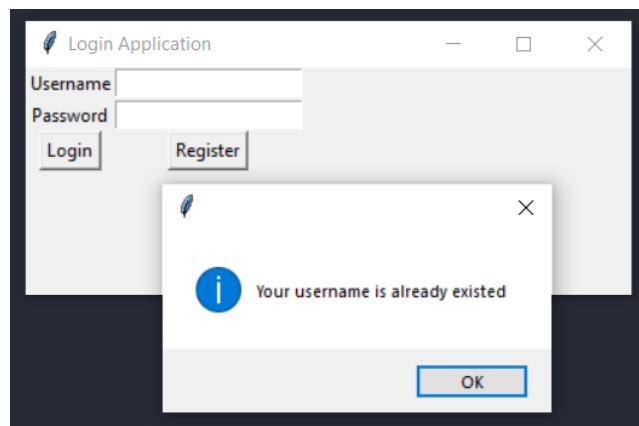 Login Application
Username
Password
Login Register
Your username is already existed
OK